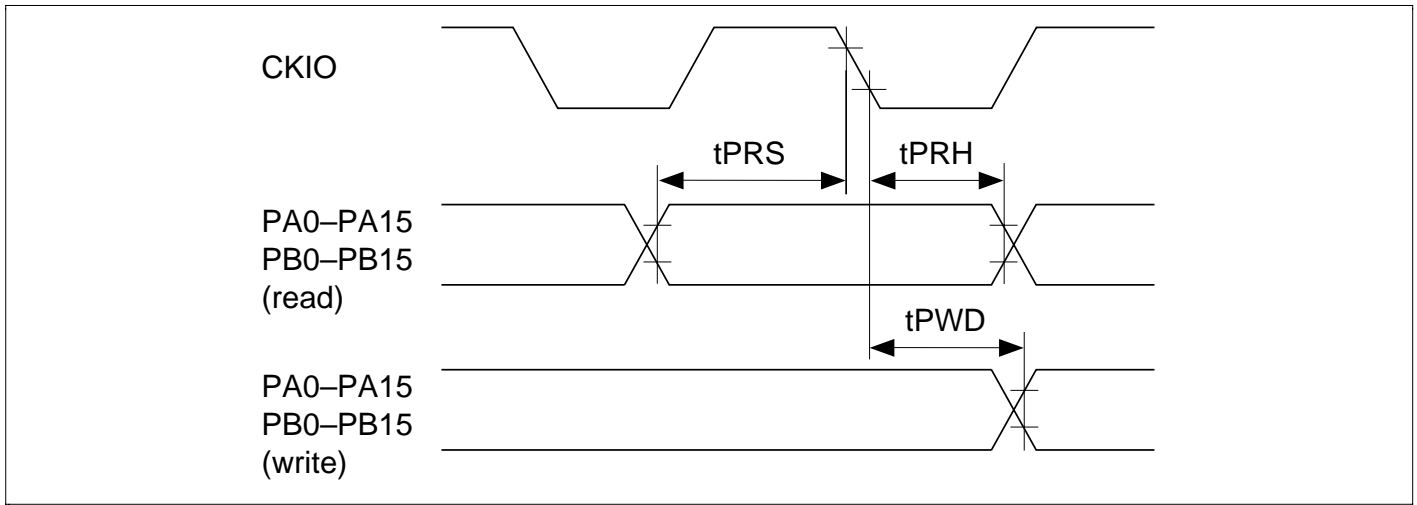 CKIO
tPRS
tPRH
PA0–PA15
PB0–PB15
(read)
tPWD
PA0–PA15
PB0–PB15
(write)